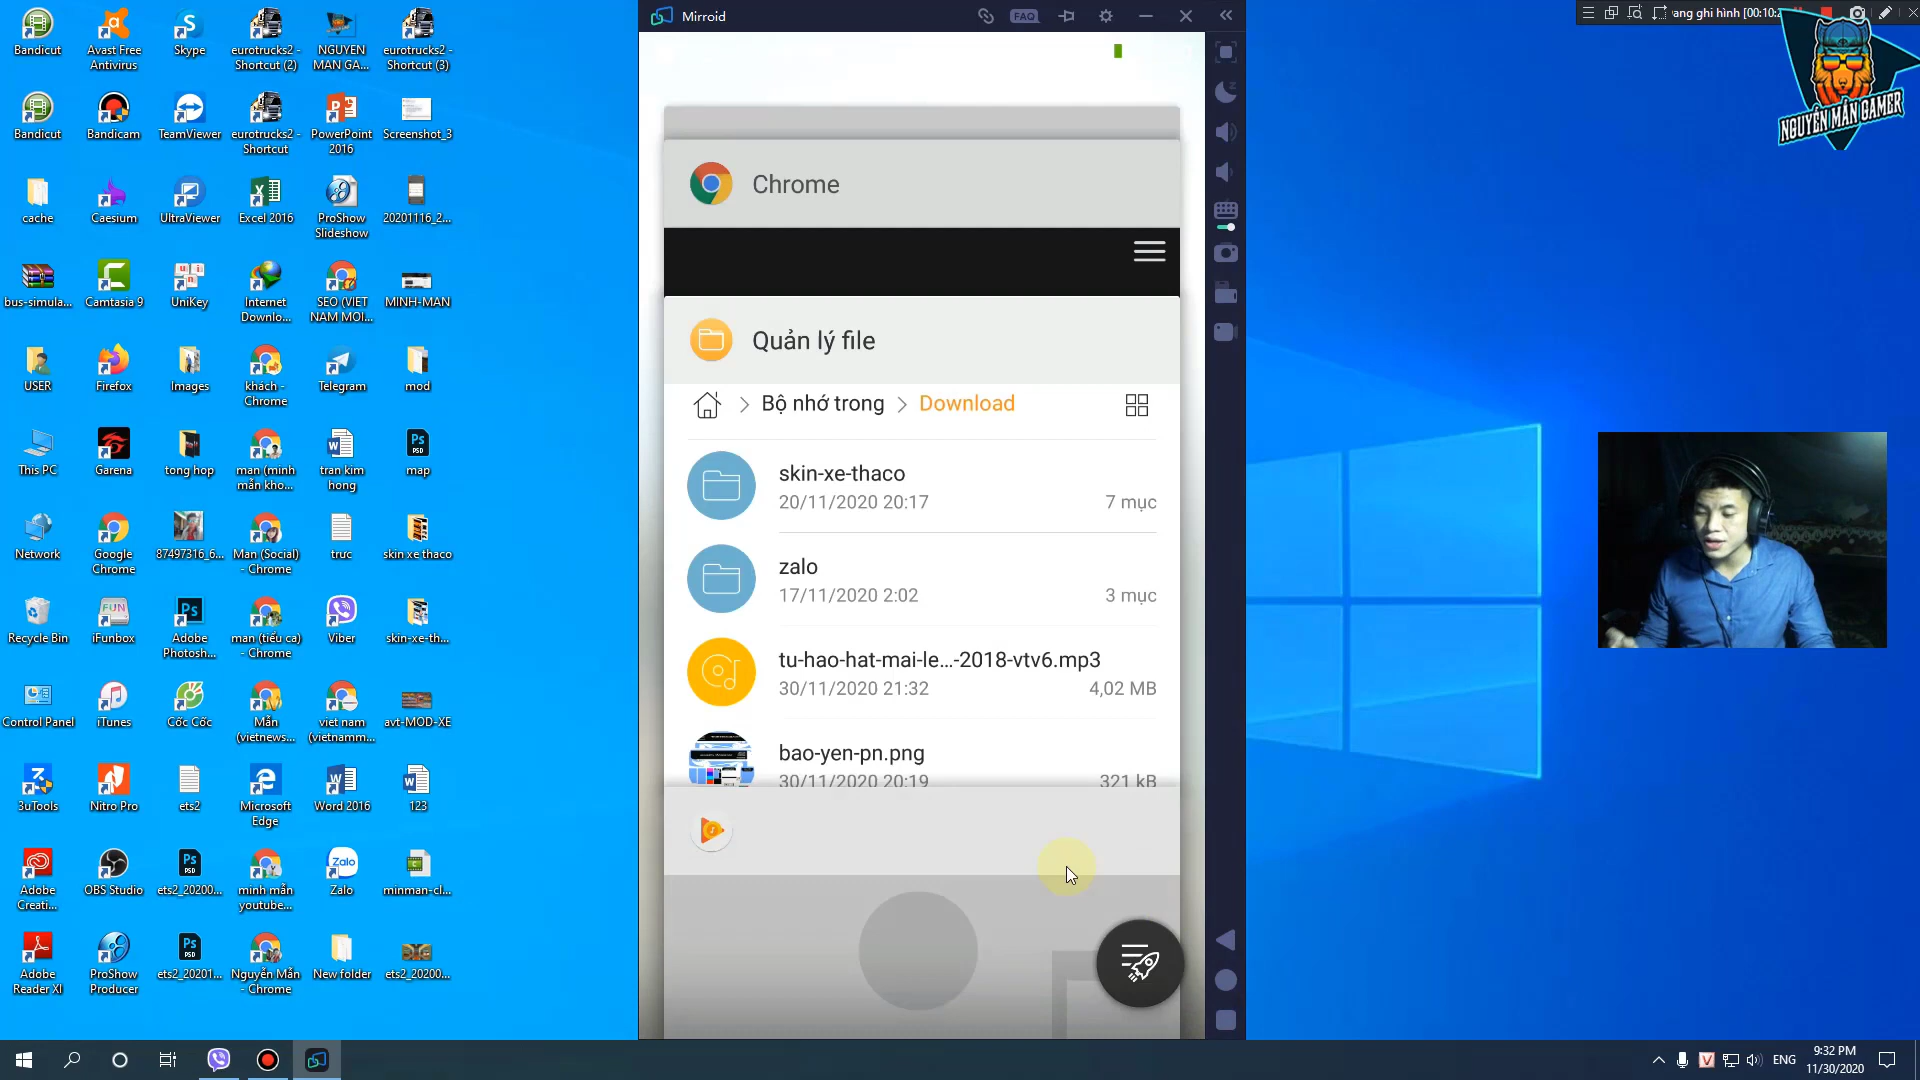 Bandicut
Avast Free
Antivirus
Skype
eurotrucks2 -
Shortcut (2)
NGUYEN
MAN GA...
eurotrucks2 -
Shortcut (3)
Bandicut
Bandicam
TeamViewer
eurotrucks2 -
Shortcut
PowerPoint
2016
Screenshot_3
cache
Caesium
UltraViewer
Excel 2016
ProShow
Slideshow
20201116_2...
bus-simula...
Camtasia 9
UniKey
Internet
Downlo...
SEO (VIET
NAM MOI...
MINH-MAN
USER
Firefox
Images
khách -
Chrome
Telegram
mod
This PC
Garena
tong hop
man (minh
mẫn kho...
tran kim
hong
map
Network
Google
Chrome
87497316_6...
Man (Social)
- Chrome
trưc
skin xe thaco
Recycle Bin
iFunbox
Adobe
Photosh...
man (tiểu ca)
- Chrome
Viber
skin-xe-th...
Control Panel
iTunes
Cốc Cốc
Mẫn
(vietnews...
viet nam
(vietnamm...
avt-MOD-XE
3uTools
Nitro Pro
ets2
Microsoft
Edge
Word 2016
123
Adobe
Creati...
OBS Studio
ets2_20200...
minh mẫn
youtube...
Zalo
minman-cl...
Adobe
Reader XI
ProShow
Producer
ets2_20201...
Nguyễn Mẫn
- Chrome
New folder
ets2_20200...
Mirroid
FAQ
Chrome
Quản lý file
Bộ nhớ trong > Download
skin-xe-thaco
20/11/2020 20:17 7 mục
zalo
17/11/2020 2:02 3 mục
tu-hao-hat-mai-le...-2018-vtv6.mp3
30/11/2020 21:32 4,02 MB
bao-yen-pn.png
30/11/2020 20:19 321 kB
ang ghi hình [00:10:2
NGUYỄN MẪN GAMER
ENG
9:32 PM
11/30/2020